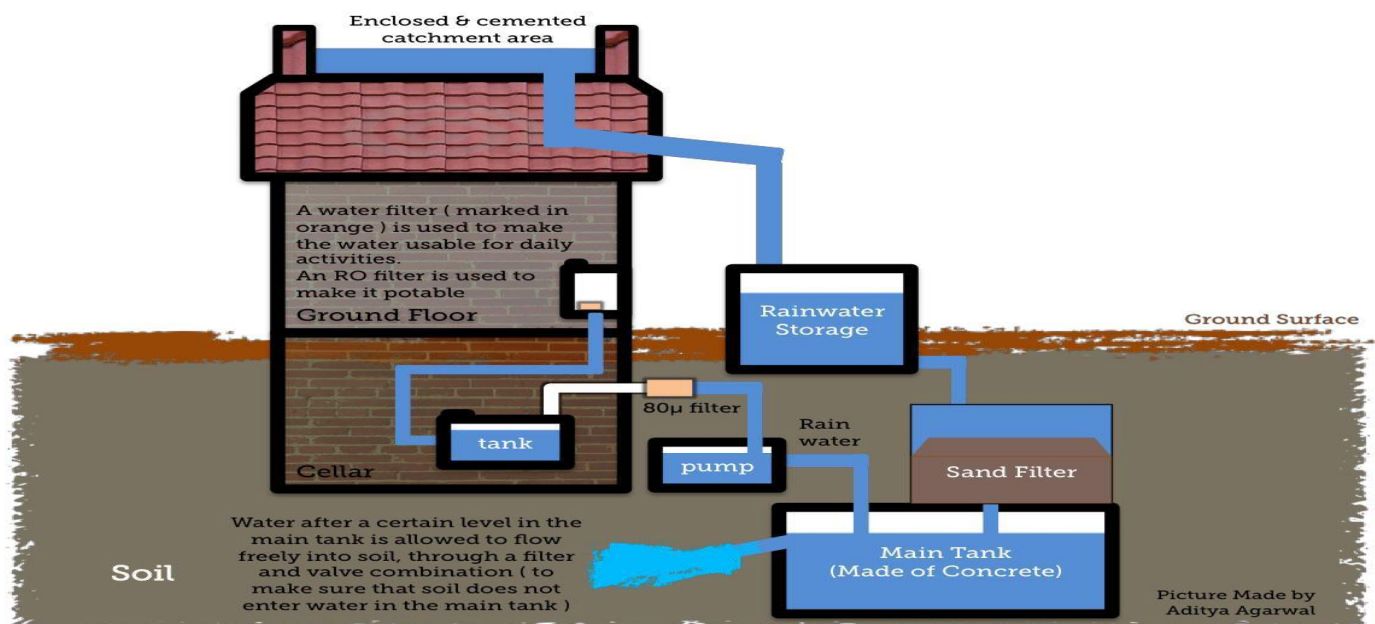 Enclosed & cemented
catchment area
A water filter ( marked in
orange ) is used to make
the water usable for daily
activities.
An RO filter is used to
make it potable
Ground Floor
Rainwater
Storage
Ground Surface
80μ filter
tank
Cellar
pump
Rain
water
Sand Filter
Main Tank
(Made of Concrete)
Water after a certain level in the
main tank is allowed to flow
freely into soil, through a filter
and valve combination ( to
make sure that soil does not
enter water in the main tank )
Soil
Picture Made by
Aditya Agarwal